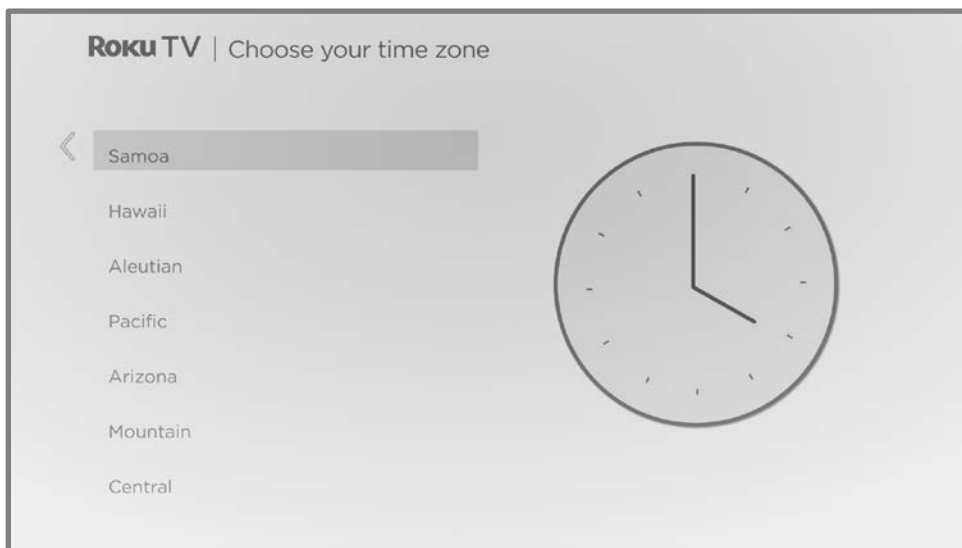 Roku TV | Choose your time zone
Samoa
Hawaii
Aleutian
Pacific
Arizona
Mountain
Central